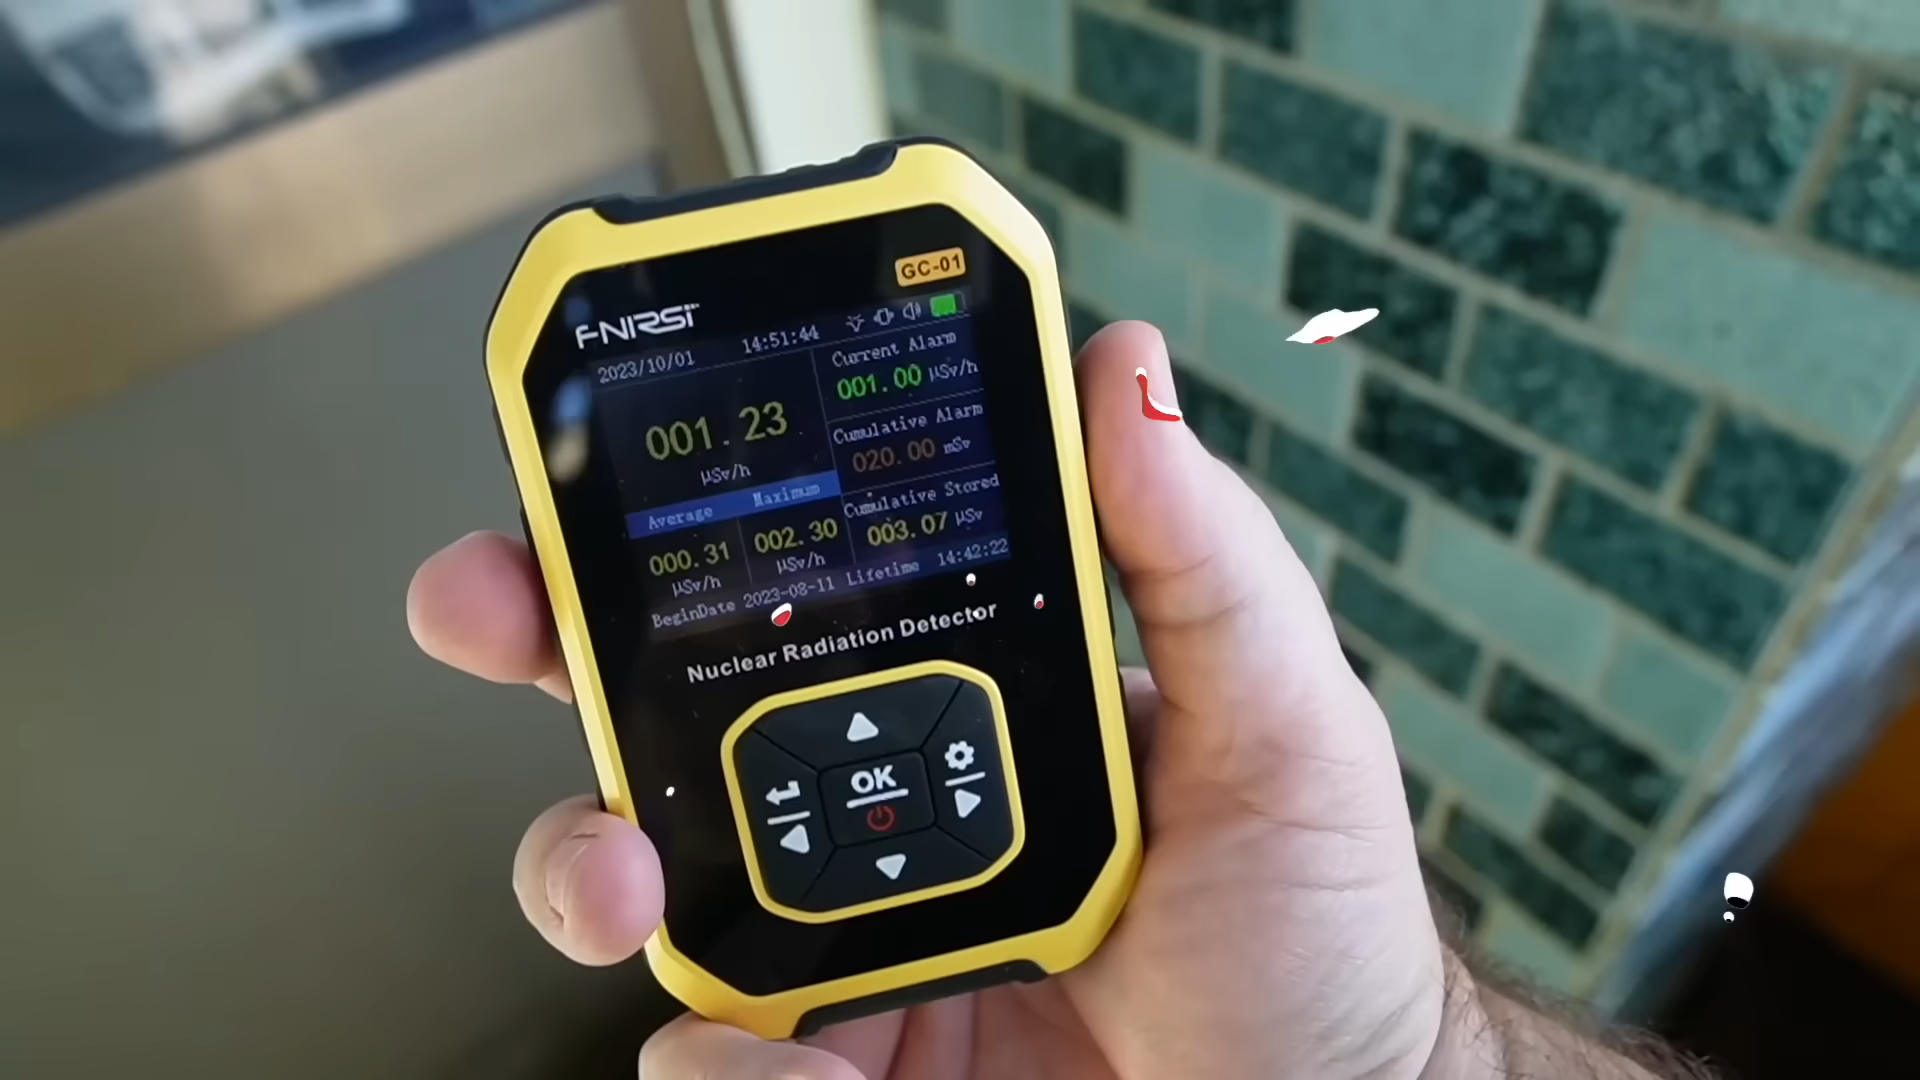 GC-01
FNIRSI
2023/10/01 14:51:44
Current Alarm
001.00 μSv/h
001.23
μSv/h
Cumulative Alarm
020.00 mSv
Average Maximum
Cumulative Stored
003.07 μSv
000.31 002.30
μSv/h μSv/h
BeginDate 2023-08-11 Lifetime 14:42:22
Nuclear Radiation Detector
OK